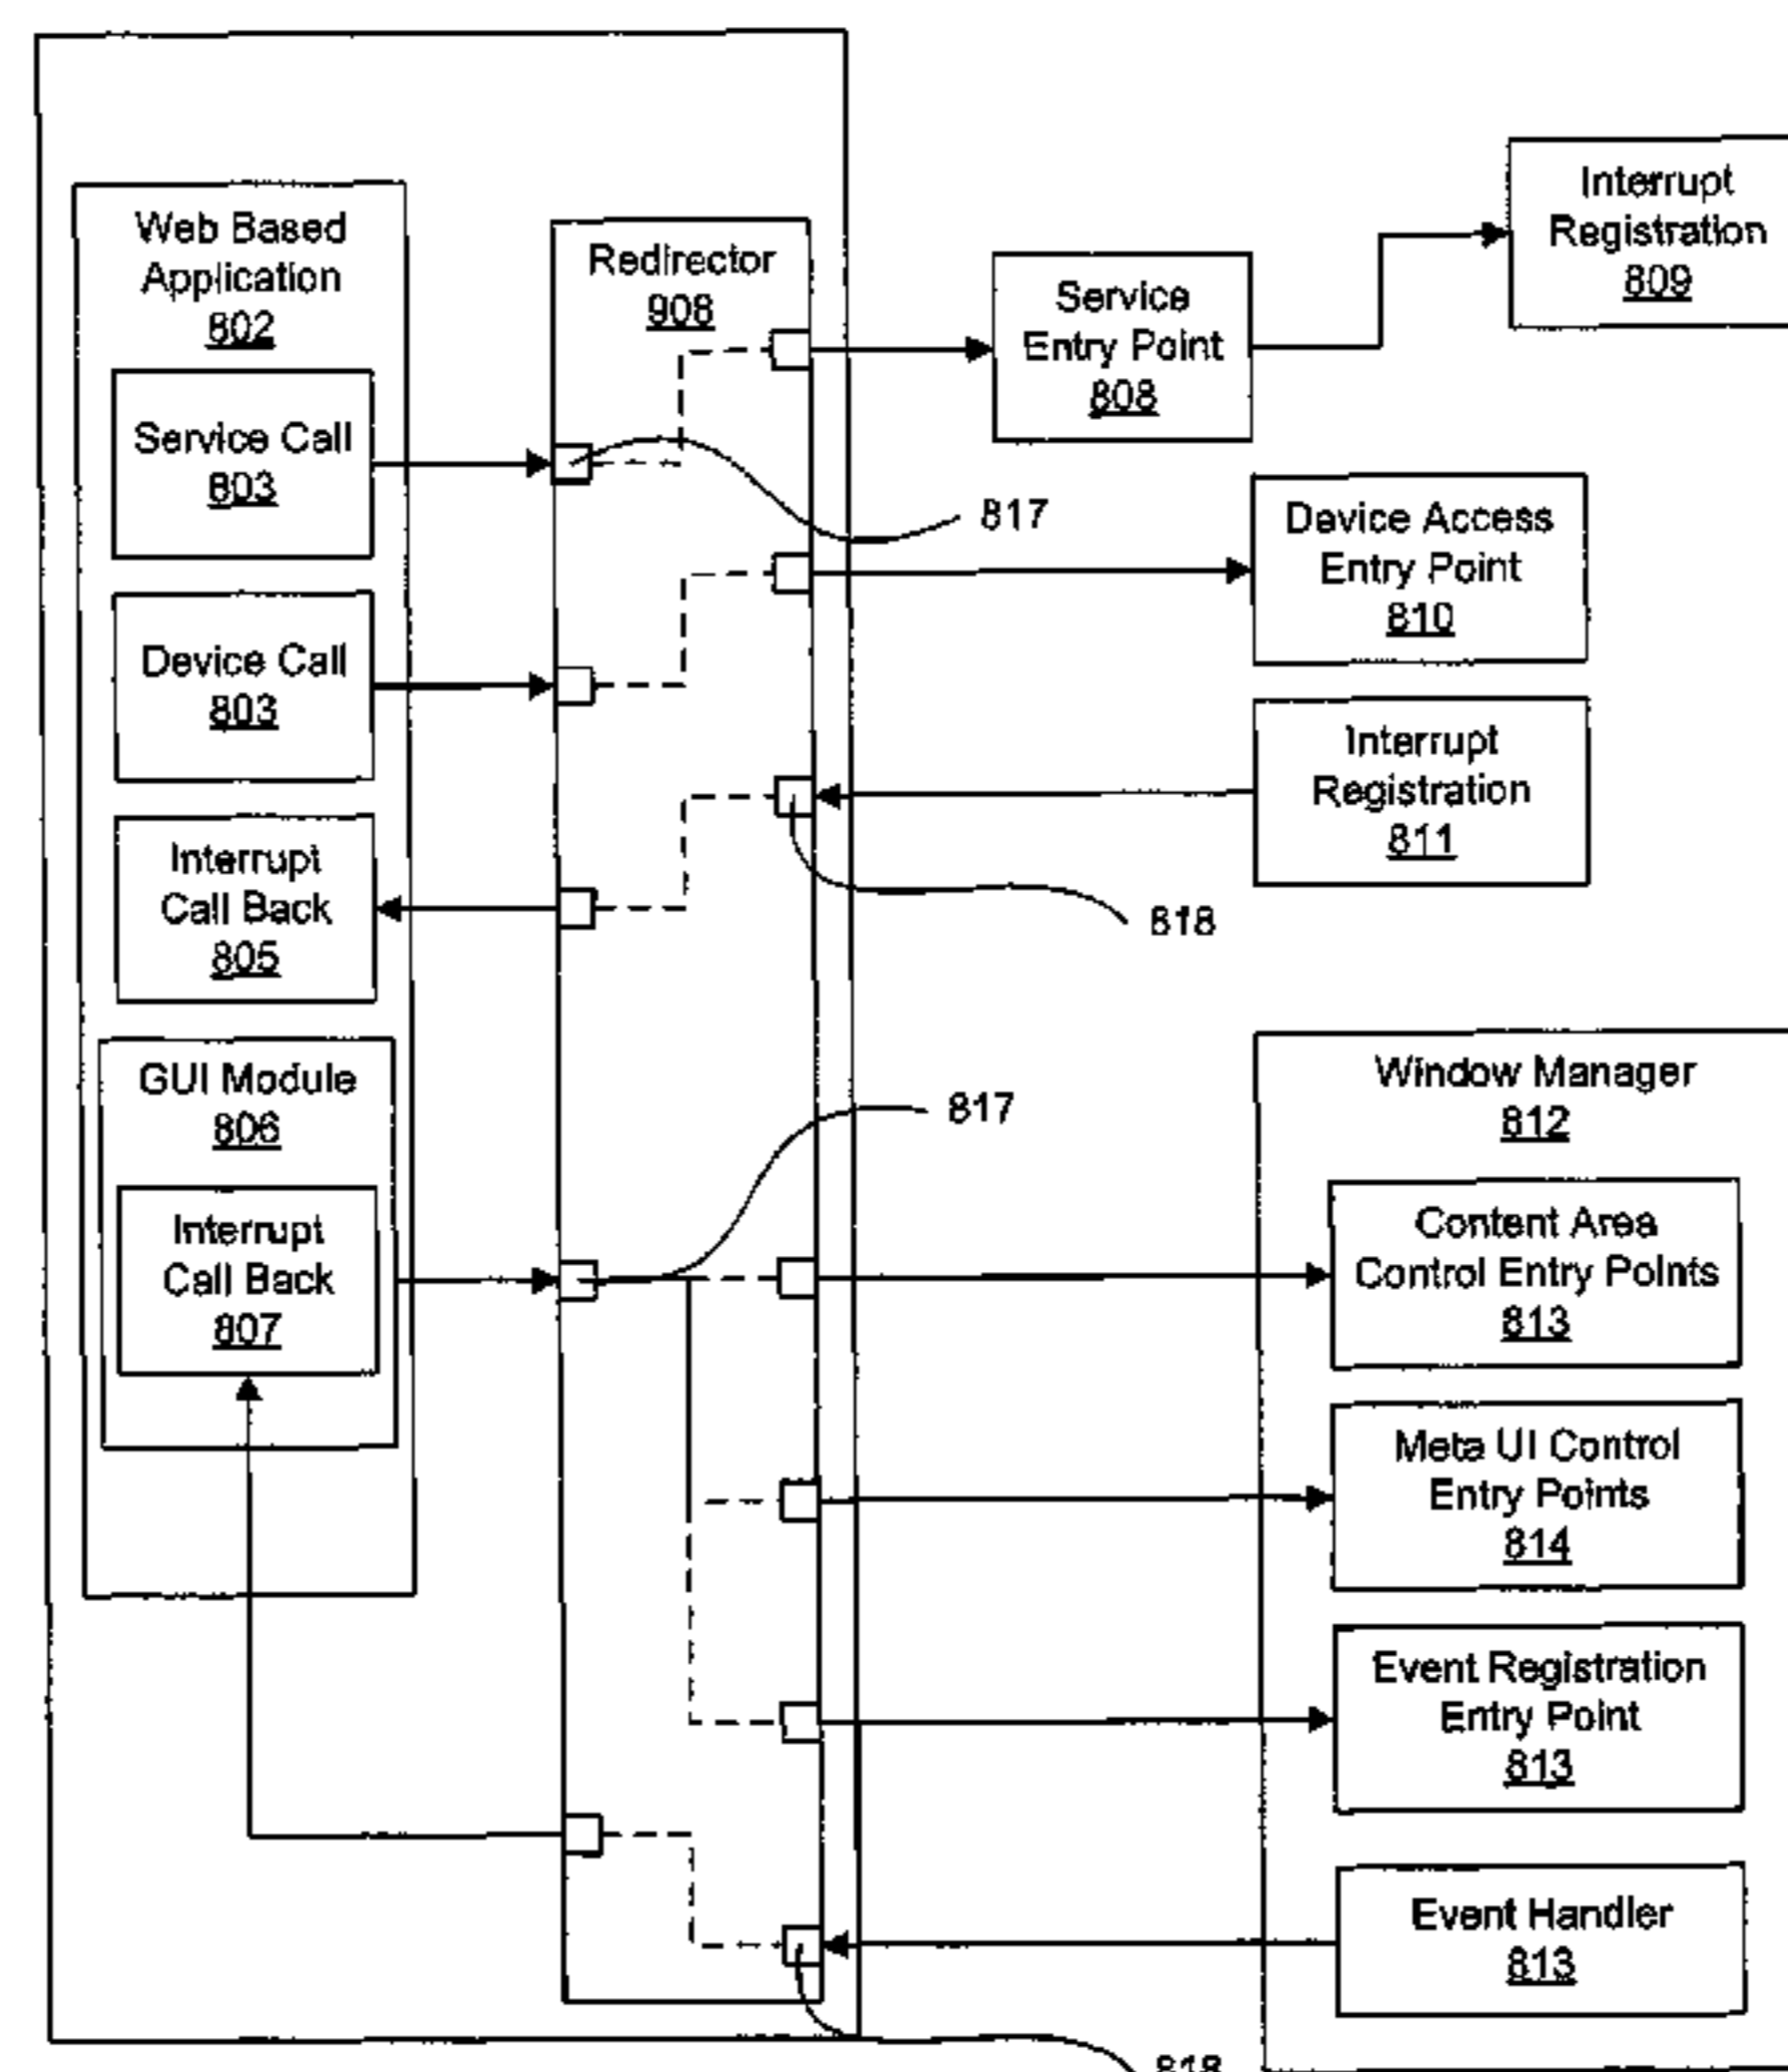 Web Based
Application
802
Service Call
803
Device Call
803
Interrupt
Call Back
805
GUI Module
806
Interrupt
Call Back
807
Redirector
908
Service
Entry Point
808
Interrupt
Registration
809
817
Device Access
Entry Point
810
Interrupt
Registration
811
818
817
Window Manager
812
Content Area
Control Entry Points
813
Meta UI Control
Entry Points
814
Event Registration
Entry Point
813
Event Handler
813
818